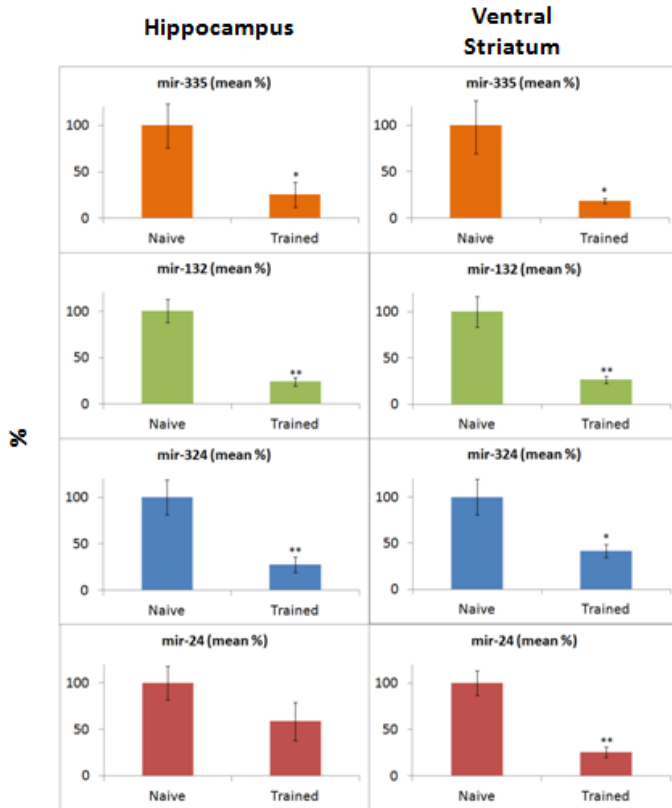 Hippocampus
Ventral
Striatum
%
mir-335 (mean %)
100
50
0
*
Naive
Trained
mir-335 (mean %)
100
50
0
*
Naive
Trained
mir-132 (mean %)
100
50
0
**
Naive
Trained
mir-132 (mean %)
100
50
0
**
Naive
Trained
mir-324 (mean %)
100
50
0
**
Naive
Trained
mir-324 (mean %)
100
50
0
*
Naive
Trained
mir-24 (mean %)
100
50
0
Naive
Trained
mir-24 (mean %)
100
50
0
**
Naive
Trained